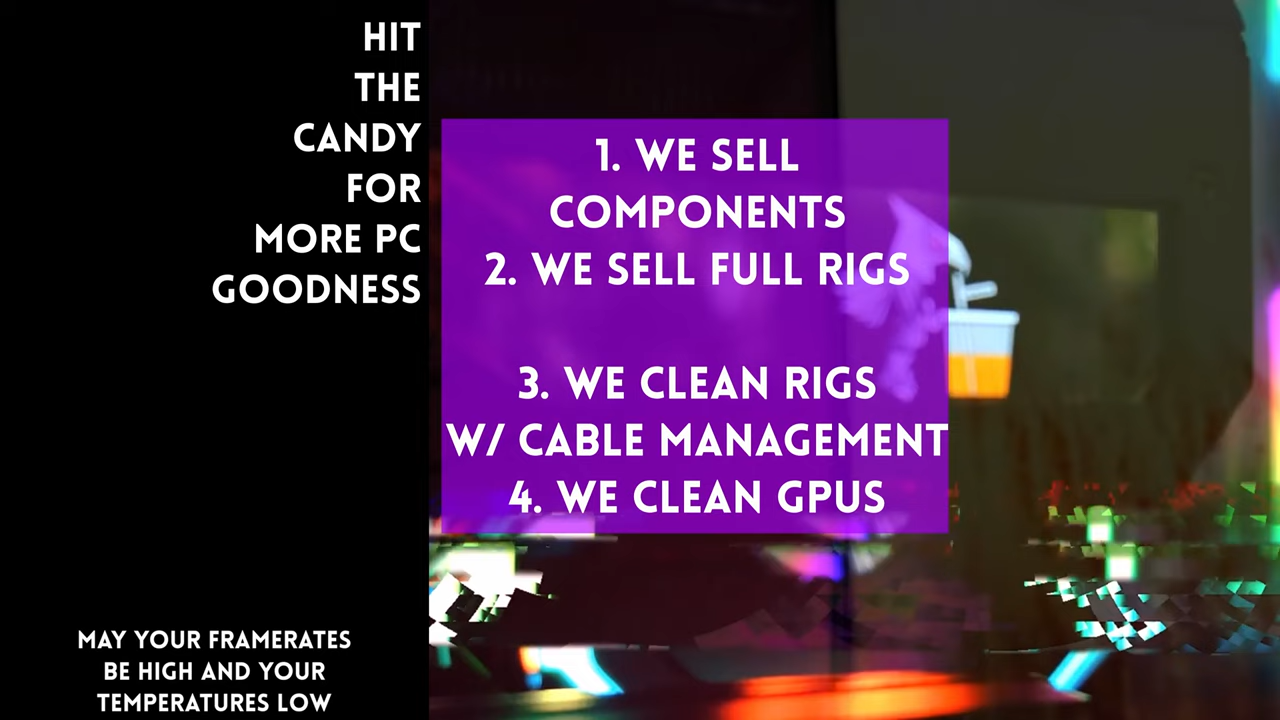 HIT
THE
CANDY
FOR
MORE PC
GOODNESS
1. WE SELL
COMPONENTS
2. WE SELL FULL RIGS
3. WE CLEAN RIGS
W/ CABLE MANAGEMENT
4. WE CLEAN GPUS
MAY YOUR FRAMERATES
BE HIGH AND YOUR
TEMPERATURES LOW